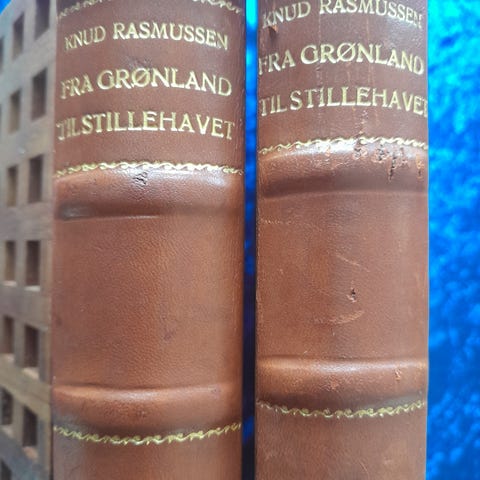 KNUD RASMUSSEN
FRA GRØNLAND
TIL STILLEHAVET
KNUD RASMUSSEN
FRA GRØNLAND
TIL STILLEHAVET